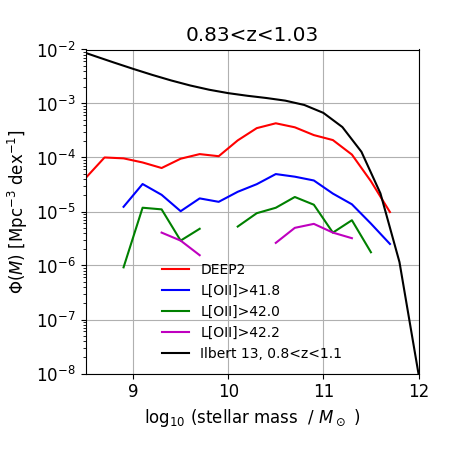 0.83<z<1.03
Φ(M) [Mpc⁻³ dex⁻¹]
10⁻²
10⁻³
10⁻⁴
10⁻⁵
10⁻⁶
10⁻⁷
10⁻⁸
DEEP2
L[OII]>41.8
L[OII]>42.0
L[OII]>42.2
Ilbert 13, 0.8<z<1.1
9 10 11 12
log₁₀ (stellar mass / M⊙ )